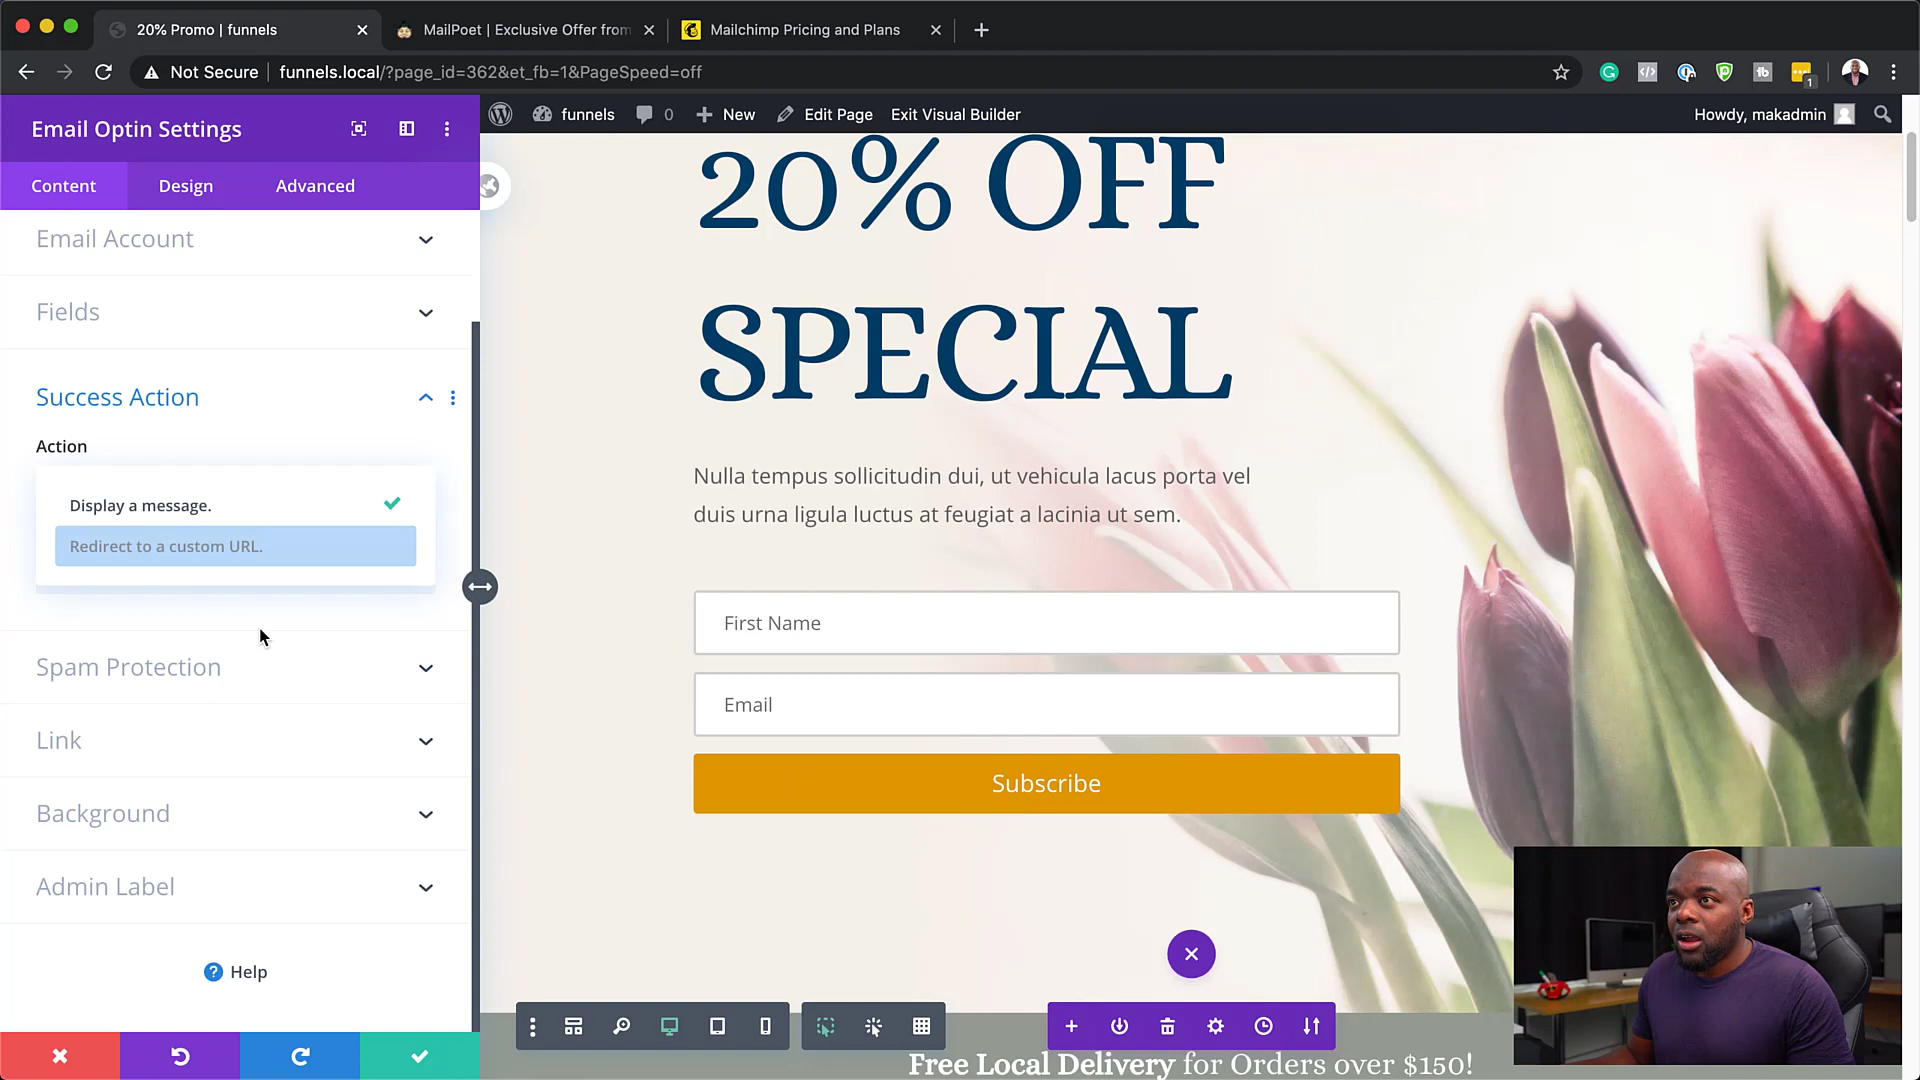 20% Promo | funnels
MailPoet | Exclusive Offer from
Mailchimp Pricing and Plans
Not Secure
funnels.local/?page_id=362&et_fb=1&PageSpeed=off
1
Email Optin Settings
funnels
0
New
Edit Page
Exit Visual Builder
Howdy, makadmin
Content
Design
Advanced
Email Account
Fields
Success Action
Action
Display a message.
Redirect to a custom URL.
Spam Protection
Link
Background
Admin Label
Help
20% OFF
SPECIAL
Nulla tempus sollicitudin dui, ut vehicula lacus porta vel
duis urna ligula luctus at feugiat a lacinia ut sem.
First Name
Email
Subscribe
Free Local Delivery for Orders over $150!